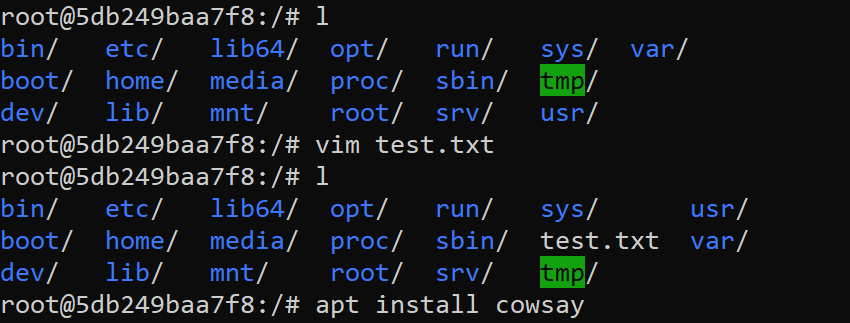 root@5db249baa7f8:/# l
bin/   etc/   lib64/  opt/   run/   sys/  var/
boot/  home/  media/  proc/  sbin/  tmp/
dev/   lib/   mnt/    root/  srv/   usr/
root@5db249baa7f8:/# vim test.txt
root@5db249baa7f8:/# l
bin/   etc/   lib64/  opt/   run/   sys/      usr/
boot/  home/  media/  proc/  sbin/  test.txt  var/
dev/   lib/   mnt/    root/  srv/   tmp/
root@5db249baa7f8:/# apt install cowsay